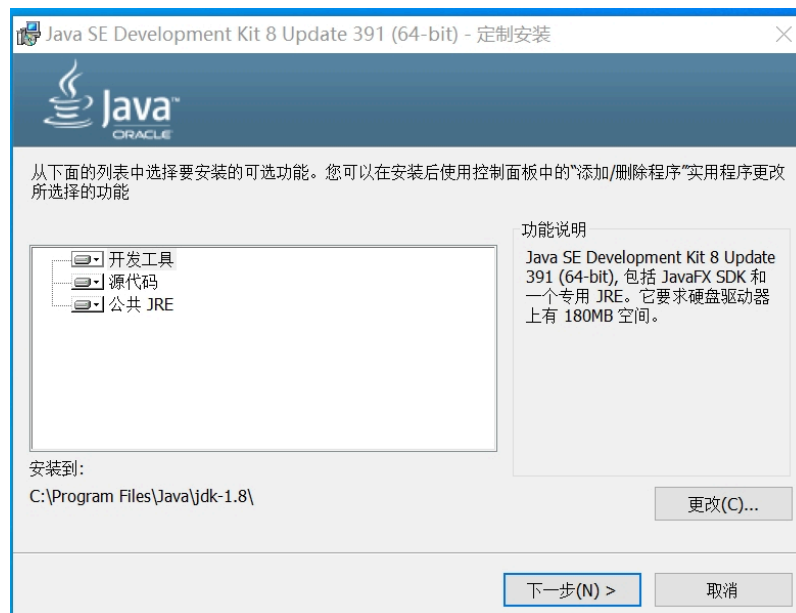 Java SE Development Kit 8 Update 391 (64-bit) - 定制安装
Java™
ORACLE
从下面的列表中选择要安装的可选功能。您可以在安装后使用控制面板中的“添加/删除程序”实用程序更改
所选择的功能
开发工具
源代码
公共 JRE
功能说明
Java SE Development Kit 8 Update
391 (64-bit), 包括 JavaFX SDK 和
一个专用 JRE。它要求硬盘驱动器
上有 180MB 空间。
安装到:
C:\Program Files\Java\jdk-1.8\
更改(C)...
下一步(N) >
取消